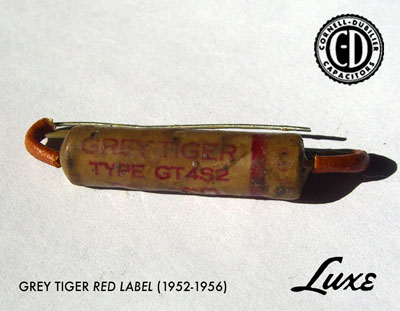 CORNELL-DUBILIER
CD
CAPACITORS
GREY TIGER
TYPE GT4S2
GREY TIGER RED LABEL (1952-1956)
Luxe